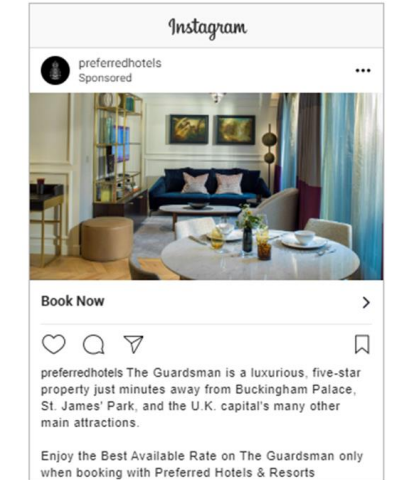 Instagram
preferredhotels
Sponsored
Book Now
preferredhotels The Guardsman is a luxurious, five-star
property just minutes away from Buckingham Palace,
St. James' Park, and the U.K. capital's many other
main attractions.
Enjoy the Best Available Rate on The Guardsman only
when booking with Preferred Hotels & Resorts